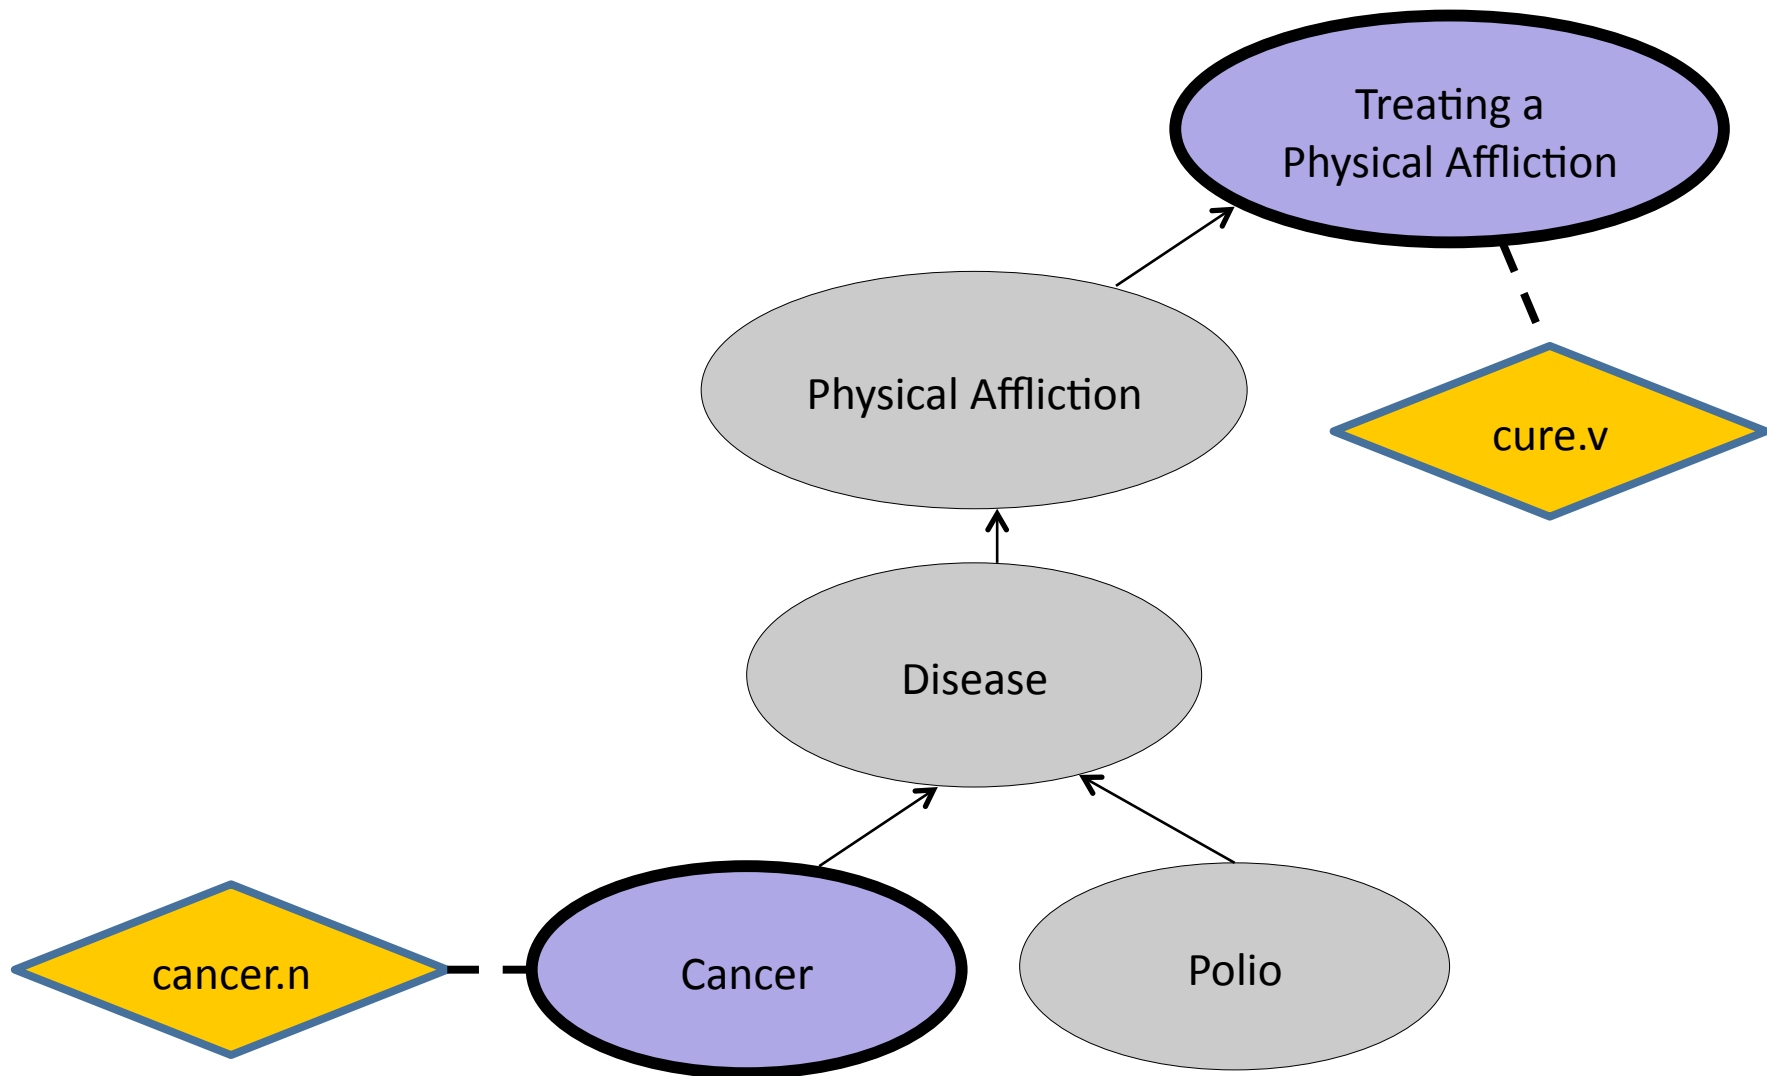 Treating a
Physical Affliction
Physical Affliction
cure.v
Disease
cancer.n
Cancer
Polio